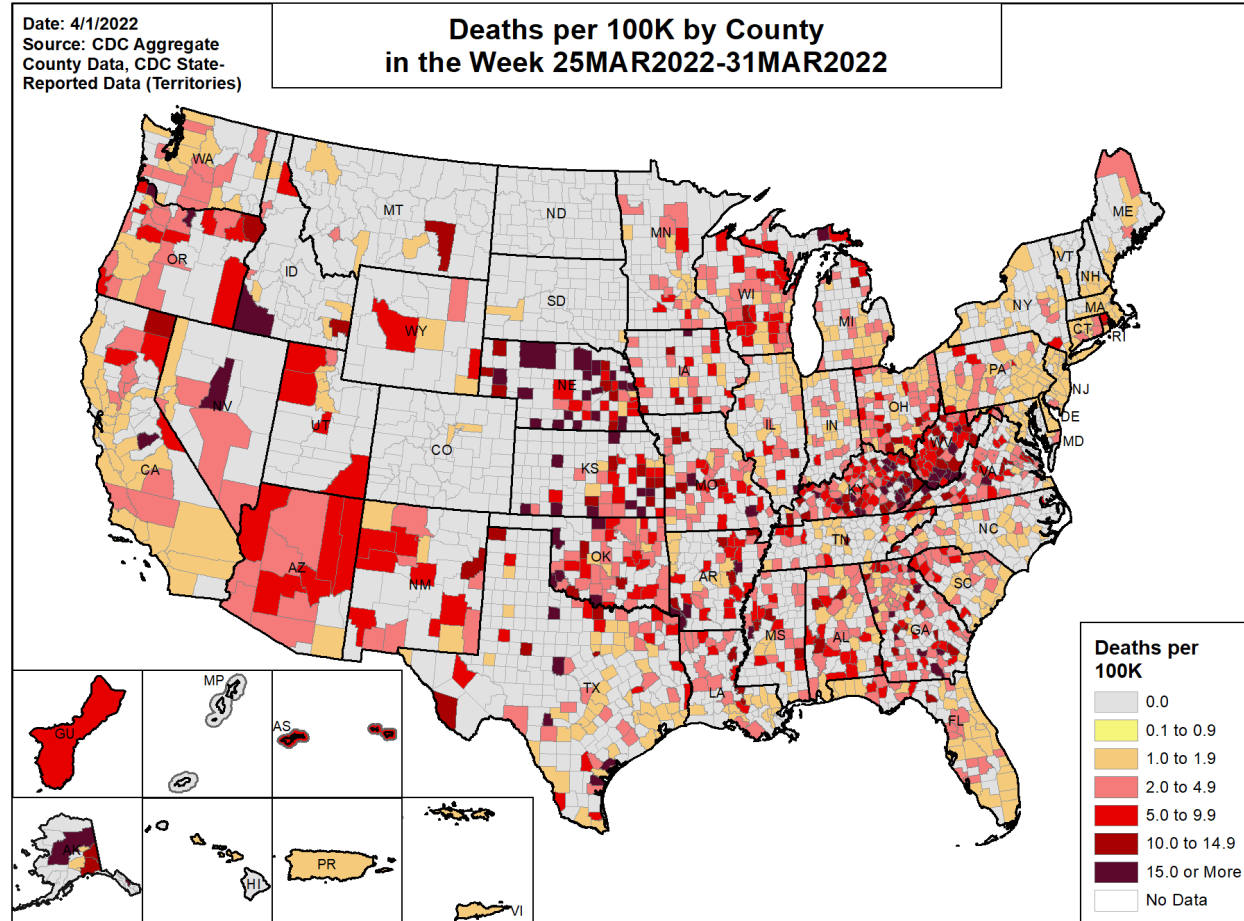 Date: 4/1/2022
Source: CDC Aggregate
County Data, CDC State-
Reported Data (Territories)
Deaths per 100K by County
in the Week 25MAR2022-31MAR2022
WA
MT
ND
MN
ME
OR
ID
SD
WI
MI
VT
NH
NY
MA
CT
RI
WY
NE
IA
PA
NJ
NV
UT
CO
KS
MO
IL
IN
OH
WV
DE
MD
CA
KY
VA
AZ
NM
OK
AR
TN
NC
SC
TX
LA
MS
AL
GA
FL
MP
AS
GU
AK
HI
PR
VI
Deaths per
100K
0.0
0.1 to 0.9
1.0 to 1.9
2.0 to 4.9
5.0 to 9.9
10.0 to 14.9
15.0 or More
No Data